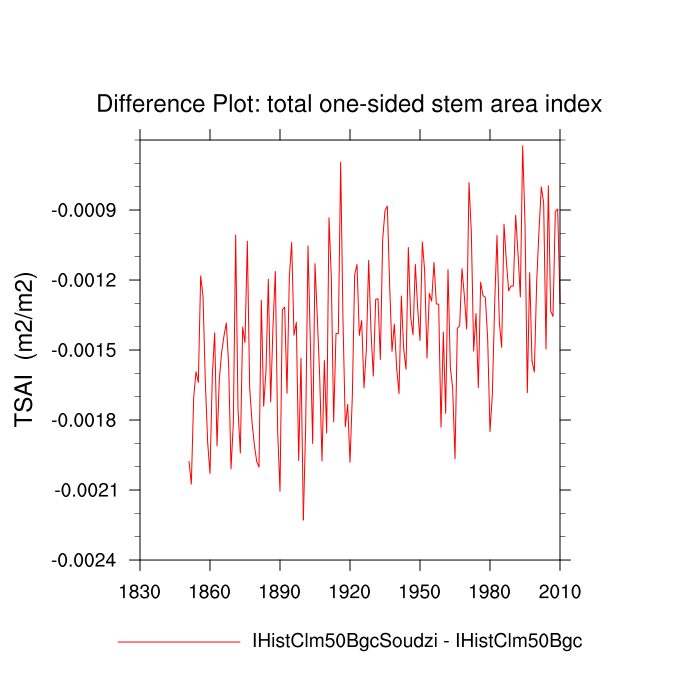 Difference Plot: total one-sided stem area index
TSAI (m2/m2)
-0.0009
-0.0012
-0.0015
-0.0018
-0.0021
-0.0024
1830 1860 1890 1920 1950 1980 2010
IHistClm50BgcSoudzi - IHistClm50Bgc